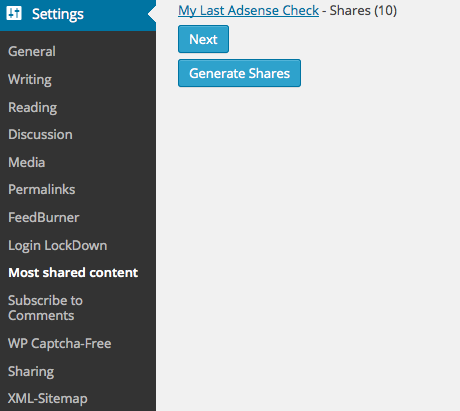 Settings
General
Writing
Reading
Discussion
Media
Permalinks
FeedBurner
Login LockDown
Most shared content
Subscribe to
Comments
WP Captcha-Free
Sharing
XML-Sitemap
My Last Adsense Check - Shares (10)
Next
Generate Shares